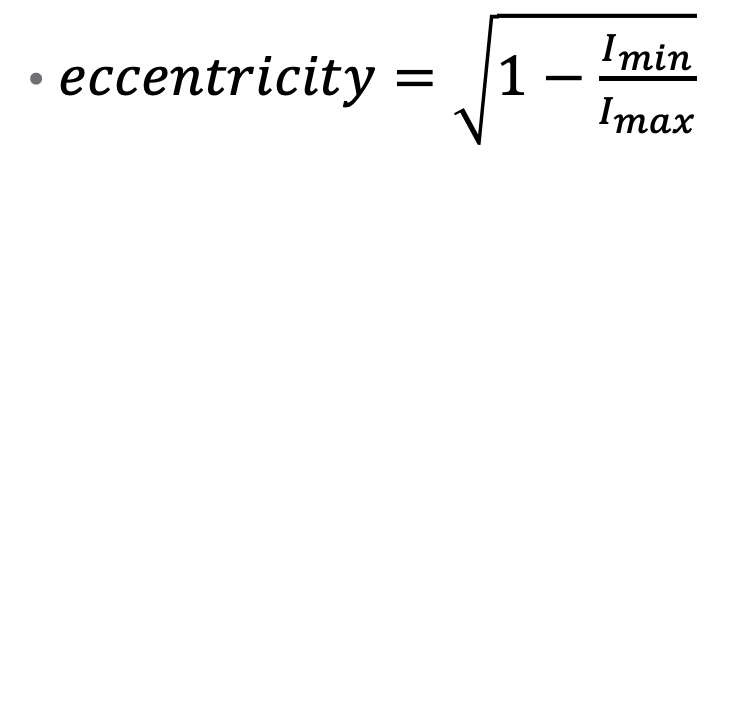 • eccentricity = √(1 − I_min/I_max)